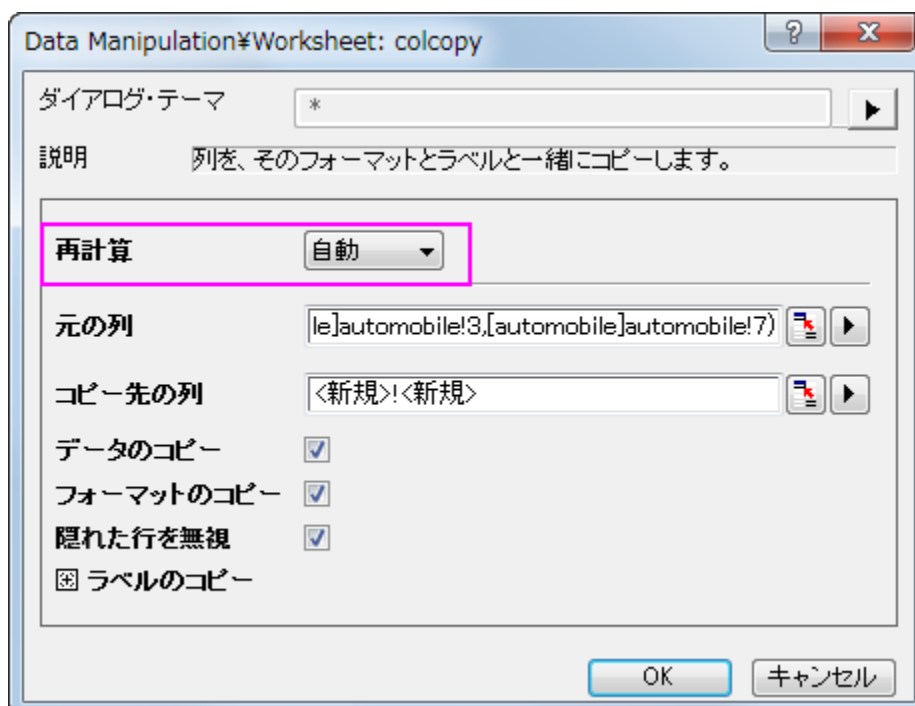 Data Manipulation¥Worksheet: colcopy
ダイアログ・テーマ *
説明 列を、そのフォーマットとラベルと一緒にコピーします。
再計算 自動
元の列 le]automobile!3,[automobile]automobile!7)
コピー先の列 <新規>!<新規>
データのコピー
フォーマットのコピー
隠れた行を無視
ラベルのコピー
OK キャンセル